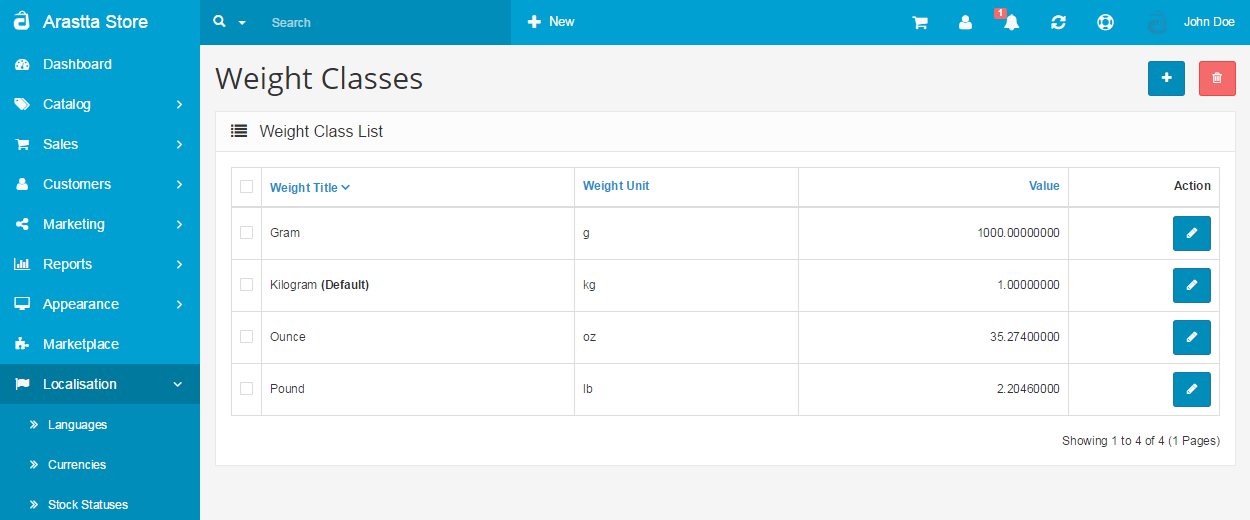 Arastta Store
Search
New
1
John Doe
Dashboard
Catalog
Sales
Customers
Marketing
Reports
Appearance
Marketplace
Localisation
Languages
Currencies
Stock Statuses
Weight Classes
Weight Class List
Weight Title Weight Unit Value Action
Gram g 1000.00000000
Kilogram (Default) kg 1.00000000
Ounce oz 35.27400000
Pound lb 2.20460000
Showing 1 to 4 of 4 (1 Pages)